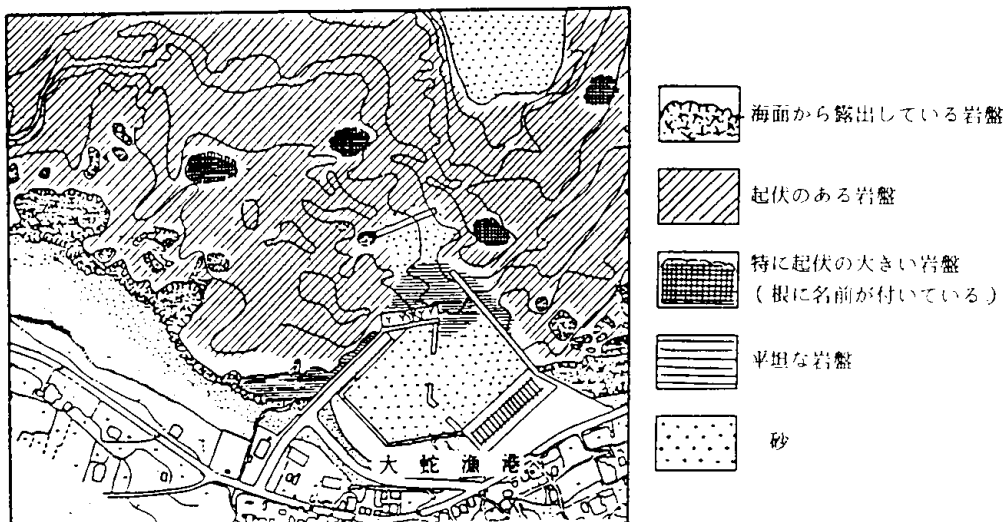 海面から露出している岩盤
起伏のある岩盤
特に起伏の大きい岩盤
(根に名前が付いている)
平坦な岩盤
砂
大蛇漁港